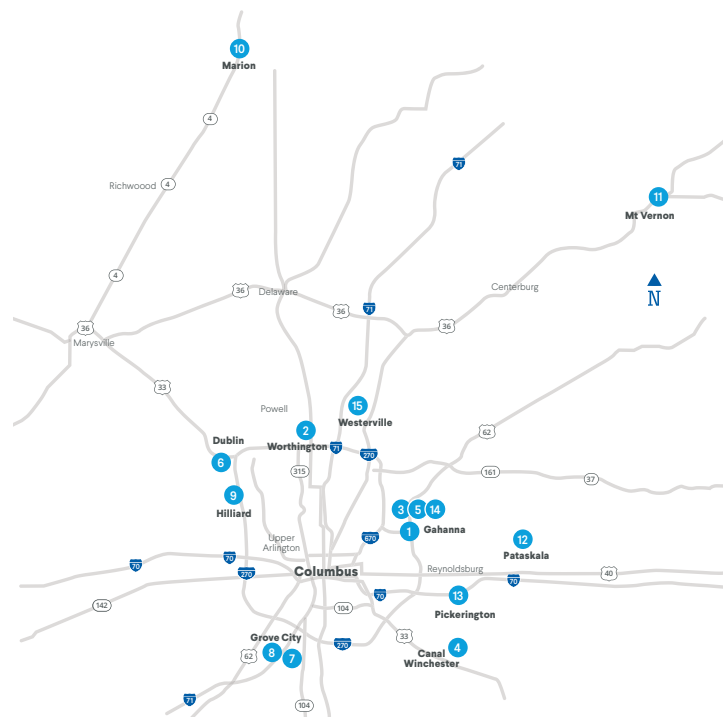 10
Marion
4
71
Richwoood
4
11
Mt Vernon
4
N
36
Delaware
Centerburg
71
36
36
36
Marysville
33
15
Powell
Westerville
2
62
Dublin
Worthington
71
270
6
315
161
37
9
Hilliard
3
5
14
Gahanna
1
670
12
Upper
Arlington
Pataskala
70
70
Columbus
Reynoldsburg
270
40
70
70
13
142
104
Pickerington
33
Grove City
270
4
Canal
Winchester
8
7
62
71
104